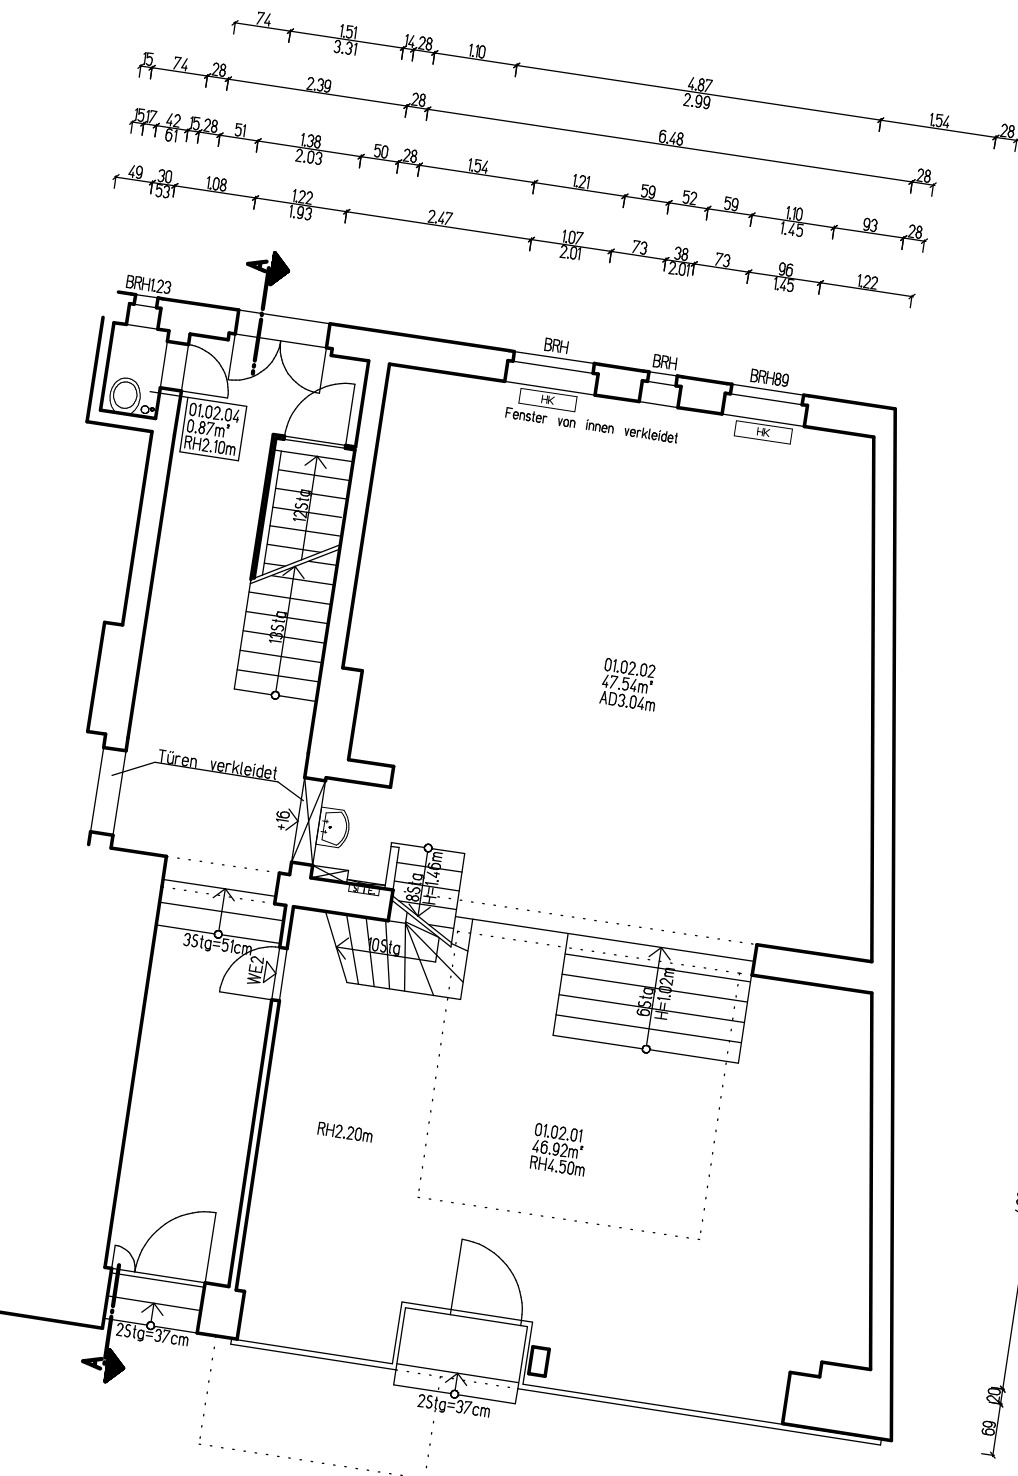 74
1.51
3.31
14
28
1.10
4.87
2.99
1.54
28
15
74
28
2.39
28
6.48
28
15
17
42
61
15
28
51
1.38
2.03
50
28
1.54
1.21
59
52
59
1.10
1.45
93
28
49
30
531
1.08
1.22
1.93
2.47
1.07
2.01
73
38
2.011
73
96
1.45
1.22
A
BRH1.23
BRH
BRH
BRH89
HK
HK
Fenster von innen verkleidet
01.02.04
0.87m²
RH2.10m
12Stg
13Stg
01.02.02
47.54m²
AD3.04m
Türen verkleidet
+16
8Stg
H=1.46m
10Stg
3Stg=51cm
WE2
6Stg
H=1.02m
RH2.20m
01.02.01
46.92m²
RH4.50m
2Stg=37cm
A
2Stg=37cm
20
69